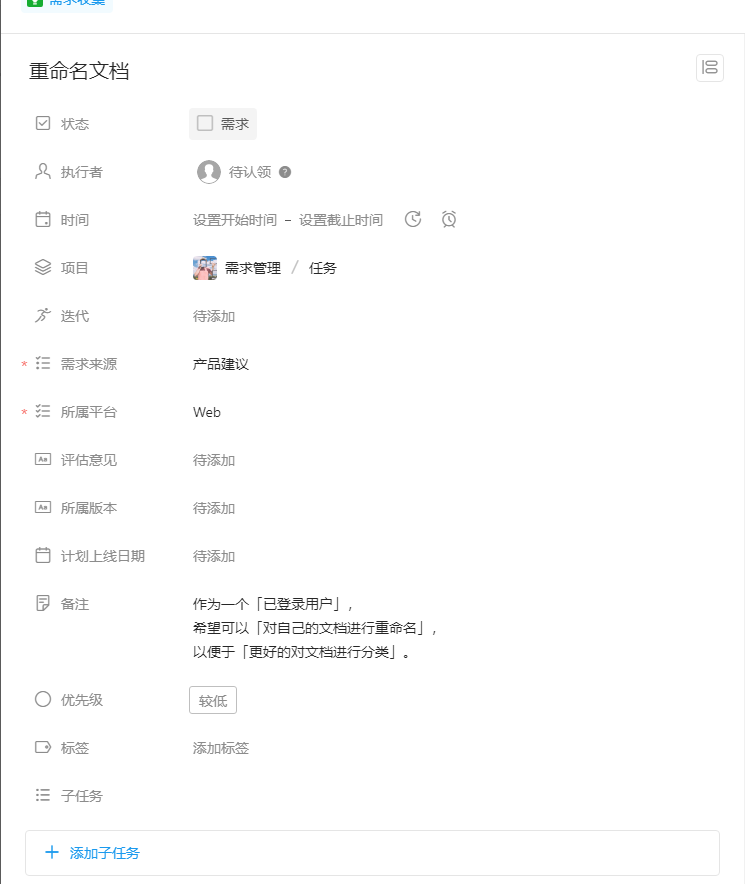 需求收集
重命名文档
状态 需求
执行者 待认领 ?
时间 设置开始时间 - 设置截止时间
项目 需求管理 / 任务
迭代 待添加
* 需求来源 产品建议
* 所属平台 Web
评估意见 待添加
所属版本 待添加
计划上线日期 待添加
备注 作为一个「已登录用户」,
希望可以「对自己的文档进行重命名」,
以便于「更好的对文档进行分类」。
优先级 较低
标签 添加标签
子任务
+ 添加子任务